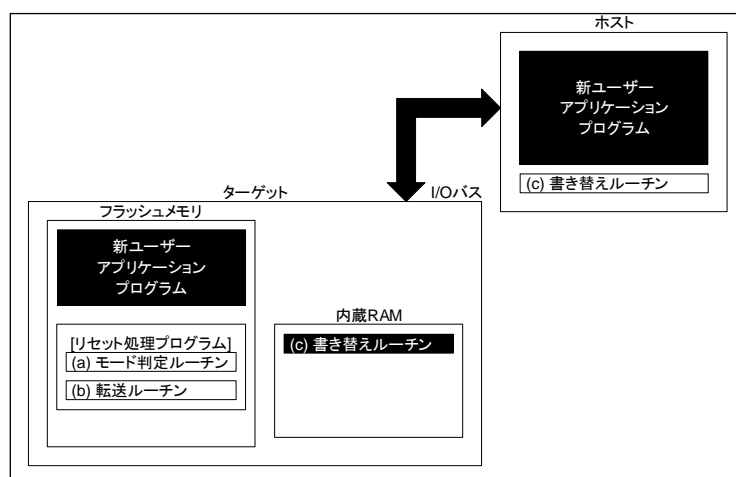 ホスト
新ユーザー
アプリケーション
プログラム
(c) 書き替えルーチン
ターゲット
I/Oバス
フラッシュメモリ
新ユーザー
アプリケーション
プログラム
[リセット処理プログラム]
(a) モード判定ルーチン
(b) 転送ルーチン
内蔵RAM
(c) 書き替えルーチン